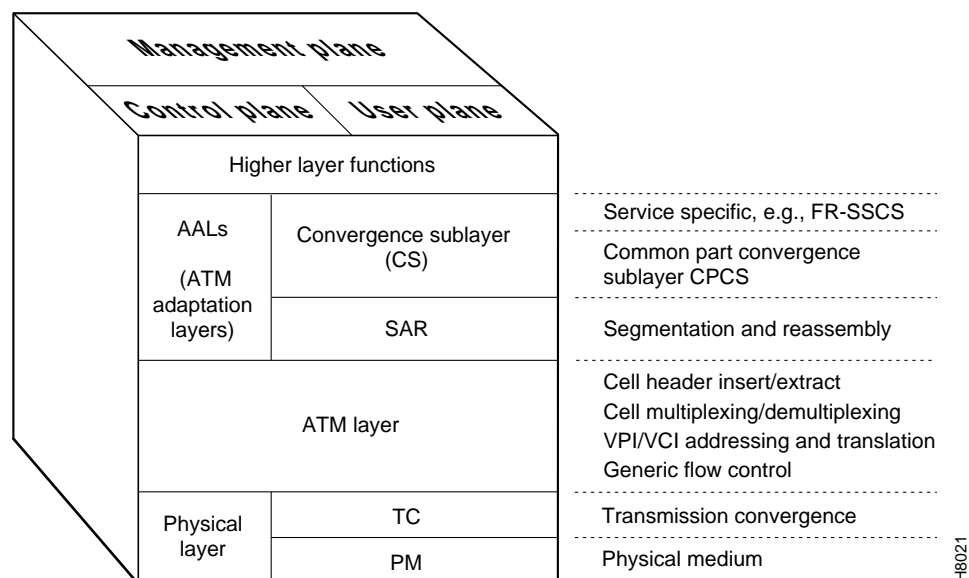 Management plane
Control plane
User plane
Higher layer functions
AALs
(ATM
adaptation
layers)
Convergence sublayer
(CS)
SAR
ATM layer
Physical
layer
TC
PM
Service specific, e.g., FR-SSCS
Common part convergence
sublayer CPCS
Segmentation and reassembly
Cell header insert/extract
Cell multiplexing/demultiplexing
VPI/VCI addressing and translation
Generic flow control
Transmission convergence
Physical medium